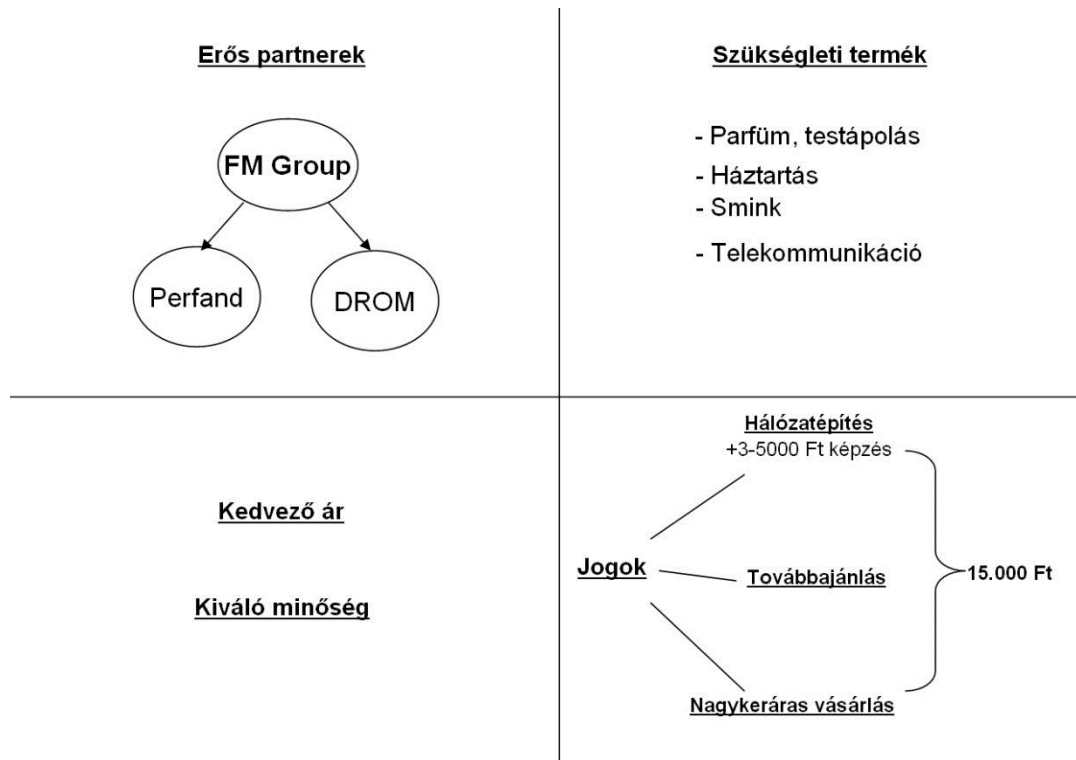 Erős partnerek
FM Group
Perfand
DROM
Szükségleti termék
- Parfüm, testápolás
- Háztartás
- Smink
- Telekommunikáció
Kedvező ár
Kiváló minőség
Hálózatépítés
+3-5000 Ft képzés
Jogok
Továbbajánlás
15.000 Ft
Nagykeráras vásárlás